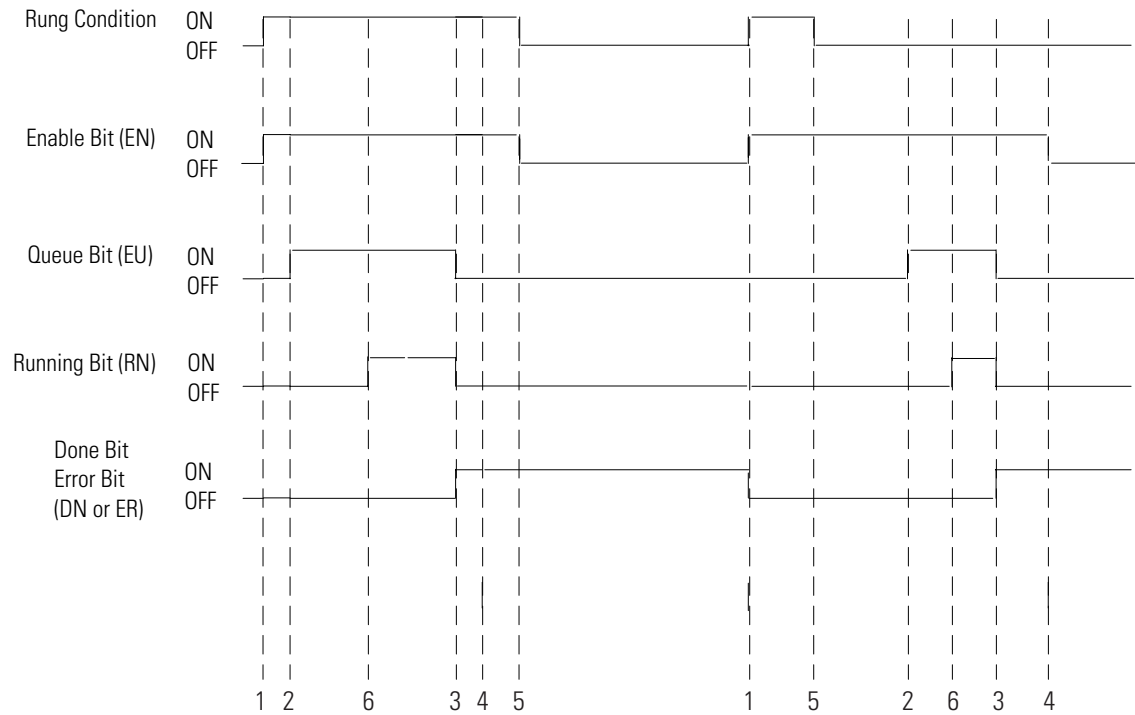 Rung Condition ON
OFF
Enable Bit (EN) ON
OFF
Queue Bit (EU) ON
OFF
Running Bit (RN) ON
OFF
Done Bit
Error Bit
(DN or ER)
ON
OFF
1 2 6 3 4 5 1 5 2 6 3 4